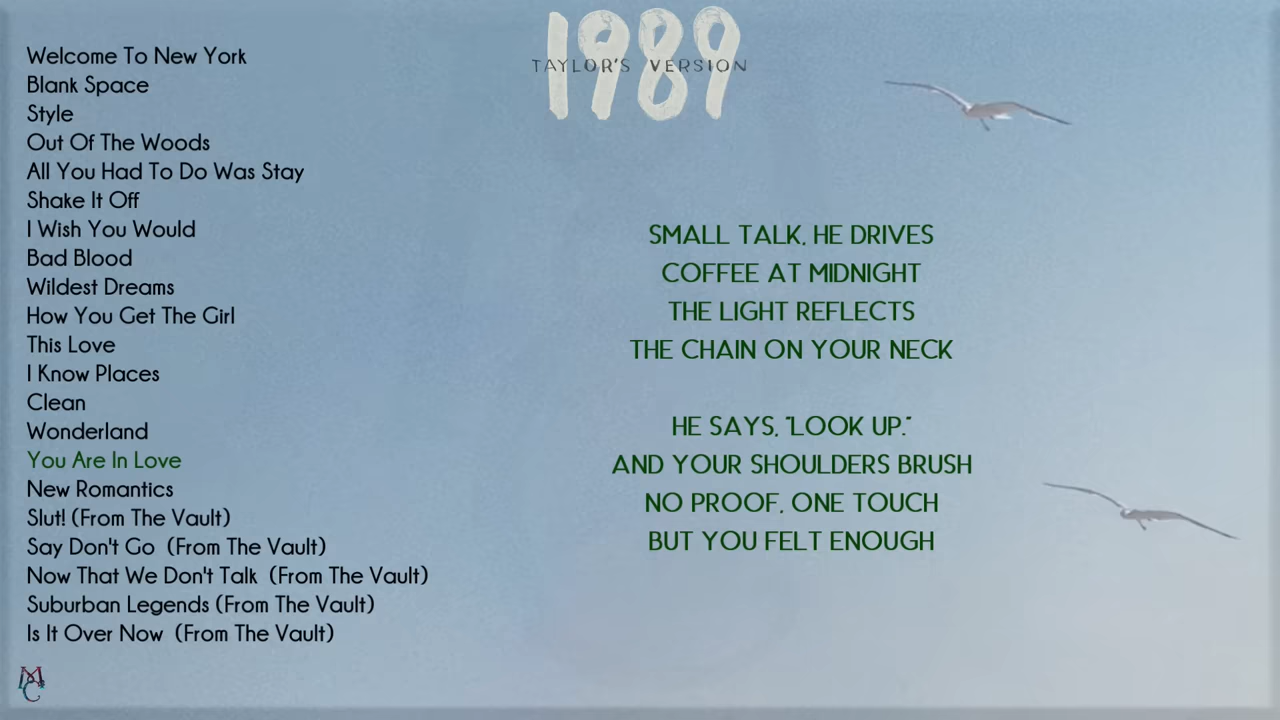 1989
TAYLOR'S VERSION
Welcome To New York
Blank Space
Style
Out Of The Woods
All You Had To Do Was Stay
Shake It Off
I Wish You Would
Bad Blood
Wildest Dreams
How You Get The Girl
This Love
I Know Places
Clean
Wonderland
You Are In Love
New Romantics
Slut! (From The Vault)
Say Don't Go (From The Vault)
Now That We Don't Talk (From The Vault)
Suburban Legends (From The Vault)
Is It Over Now (From The Vault)
MC
SMALL TALK, HE DRIVES
COFFEE AT MIDNIGHT
THE LIGHT REFLECTS
THE CHAIN ON YOUR NECK
HE SAYS, "LOOK UP."
AND YOUR SHOULDERS BRUSH
NO PROOF, ONE TOUCH
BUT YOU FELT ENOUGH